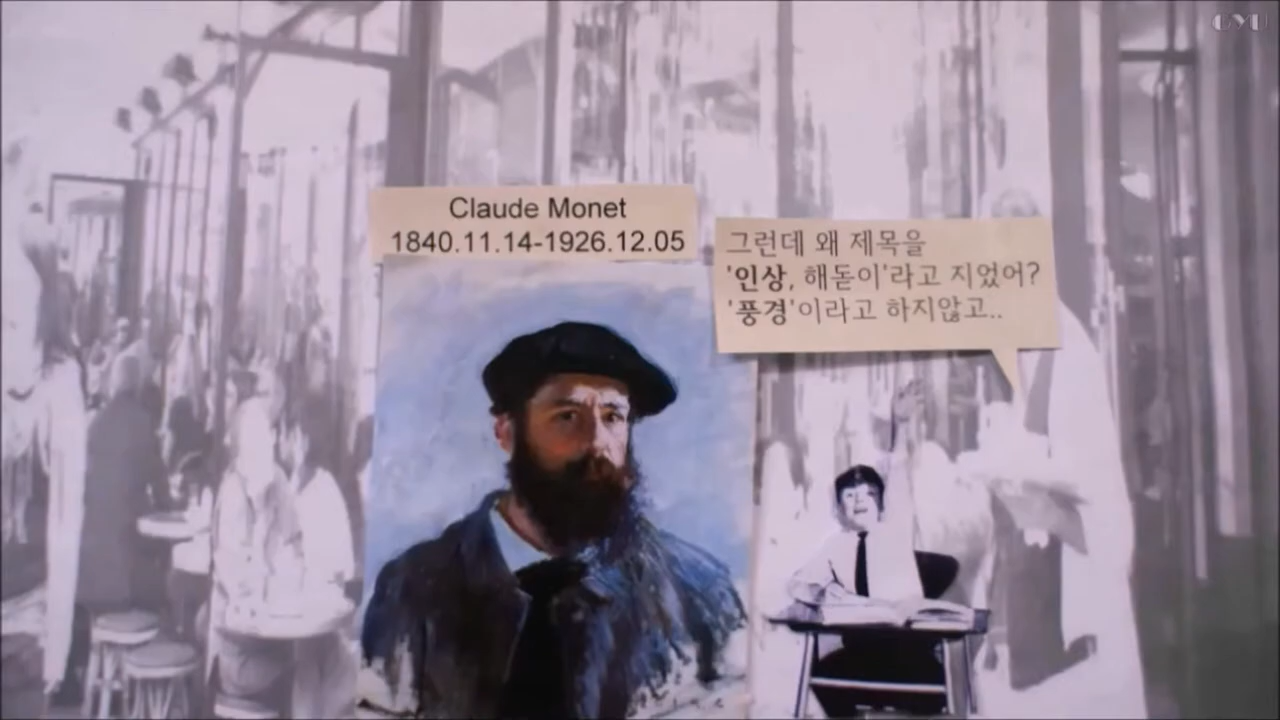 GYU
Claude Monet
1840.11.14-1926.12.05
그런데 왜 제목을
'인상, 해돋이'라고 지었어?
'풍경'이라고 하지않고..